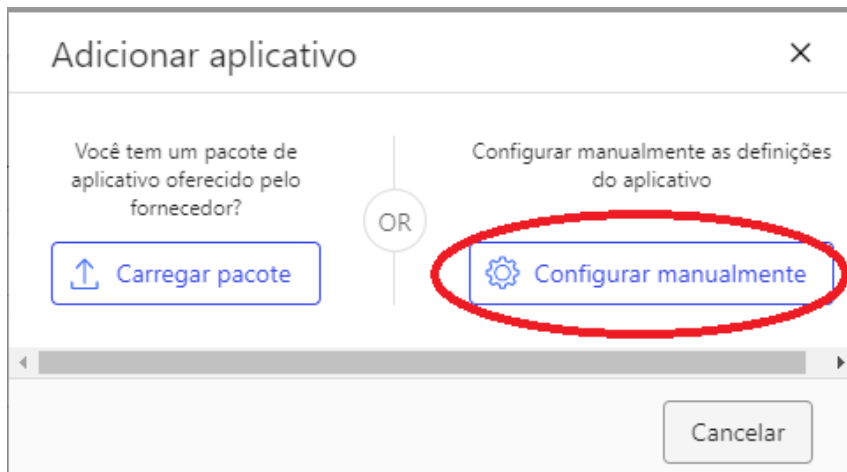 Adicionar aplicativo
Você tem um pacote de
aplicativo oferecido pelo
fornecedor?
Carregar pacote
OR
Configurar manualmente as definições
do aplicativo
Configurar manualmente
Cancelar